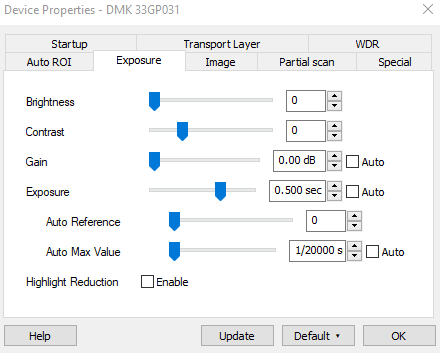 Device Properties - DMK 33GP031
Startup Transport Layer WDR
Auto ROI Exposure Image Partial scan Special
Brightness 0
Contrast 0
Gain 0.00 dB Auto
Exposure 0.500 sec Auto
Auto Reference 0
Auto Max Value 1/20000 s Auto
Highlight Reduction Enable
Help Update Default OK